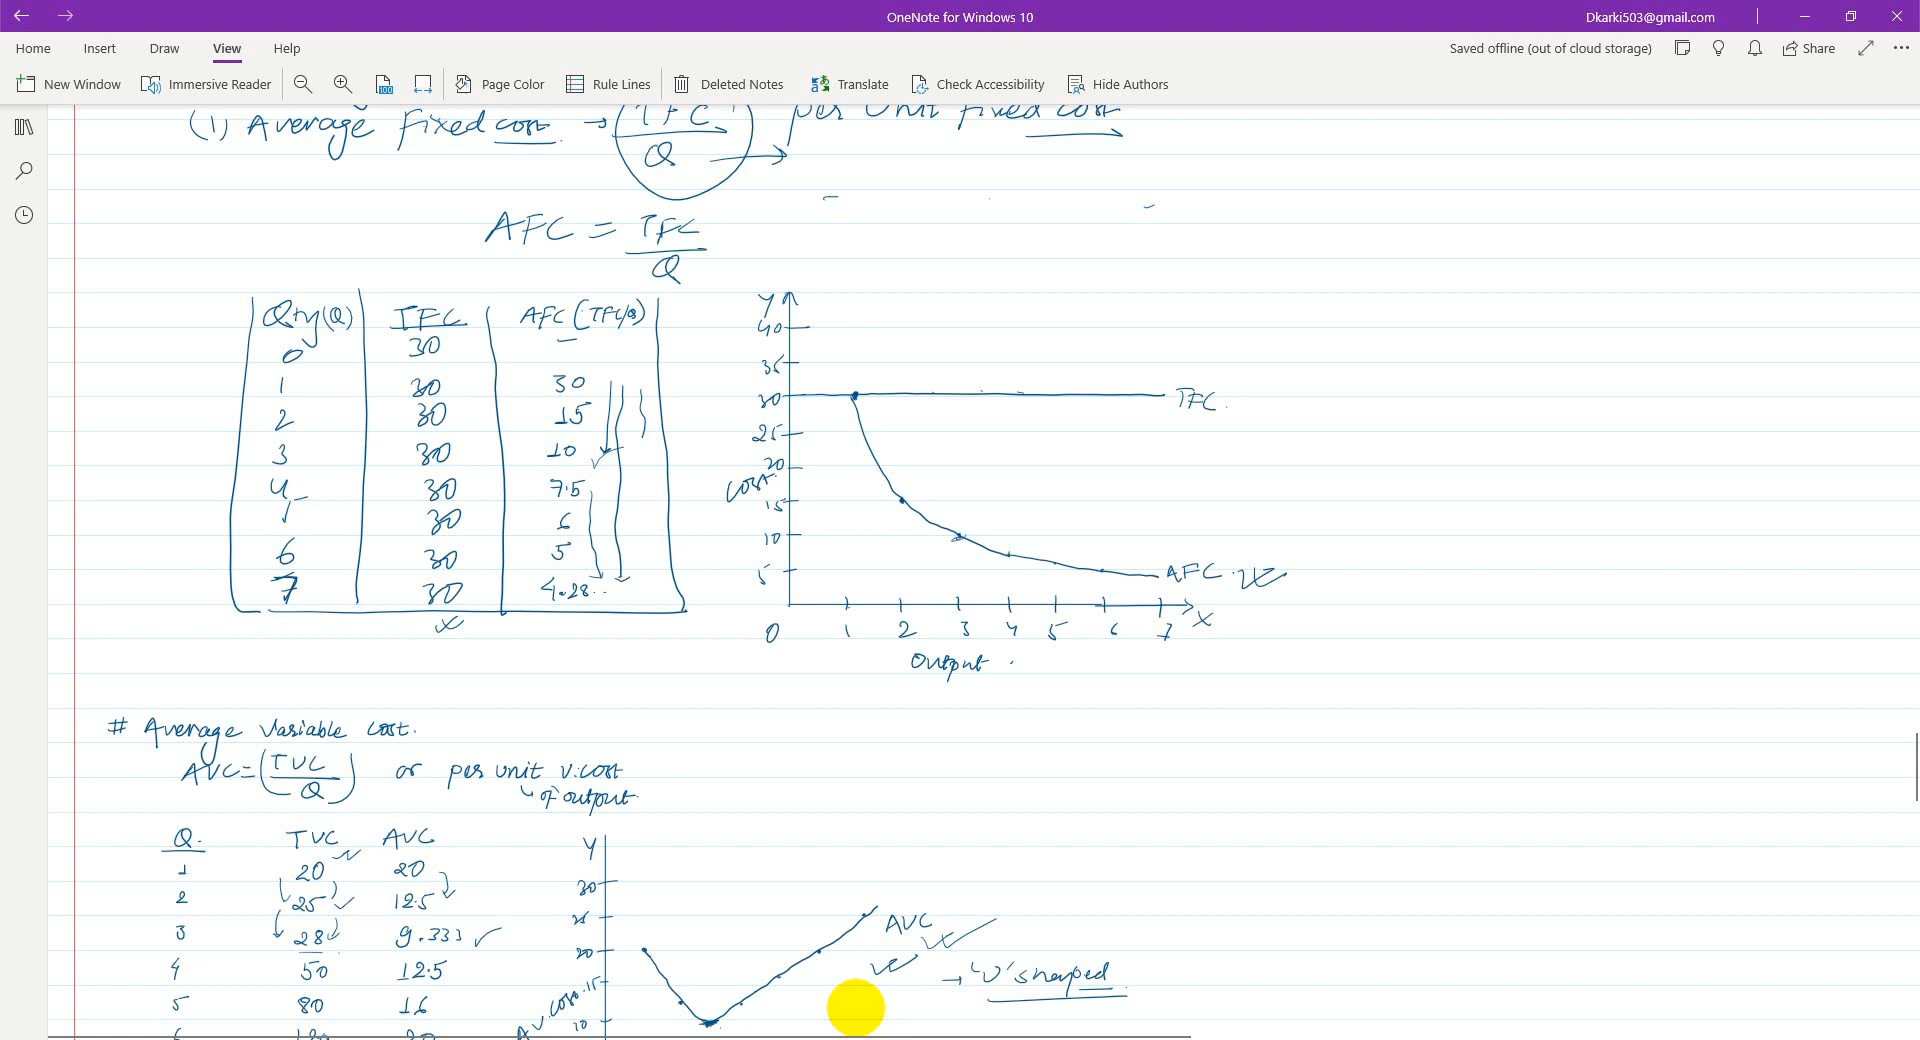 OneNote for Windows 10
Dkarki503@gmail.com
Home Insert Draw View Help
Saved offline (out of cloud storage) Share
New Window Immersive Reader 100 Page Color Rule Lines Deleted Notes Translate Check Accessibility Hide Authors
(1) Average Fixed cost → TFC / Q → per unit fixed cost
AFC = TFC / Q
Qty(Q) TFC AFC (TFC/Q)
0 30 –
1 30 30
2 30 15
3 30 10
4 30 7.5
5 30 6
6 30 5
7 30 4.28..
Y
40
35
30 TFC.
25
20
cost
15
10
5 AFC.
0 1 2 3 4 5 6 7 X
Output.
# Average Variable cost.
AVC = (TVC / Q) or per unit v.cost
of output.
Q. TVC AVC
1 20 20
2 25 12.5
3 28 9.333
4 50 12.5
5 80 16
Y
30
25 AVC
20
→ 'U' shaped
15
AV. cost
10